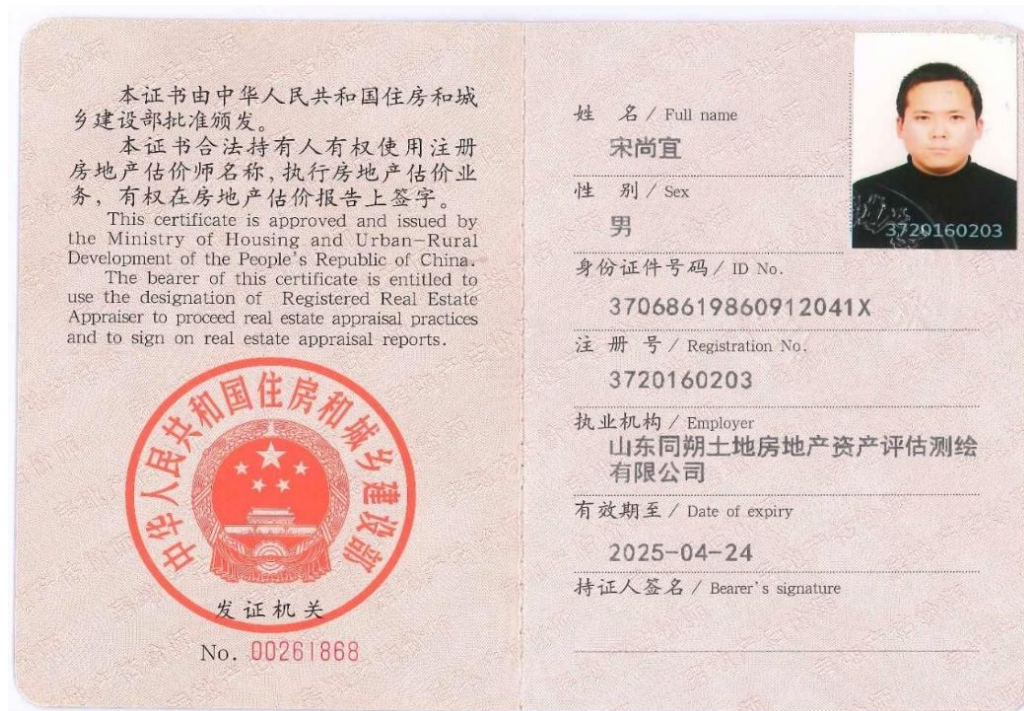 本证书由中华人民共和国住房和城
乡建设部批准颁发。
本证书合法持有人有权使用注册
房地产估价师名称，执行房地产估价业
务，有权在房地产估价报告上签字。
This certificate is approved and issued by
the Ministry of Housing and Urban-Rural
Development of the People's Republic of China.
The bearer of this certificate is entitled to
use the designation of Registered Real Estate
Appraiser to proceed real estate appraisal practices
and to sign on real estate appraisal reports.
中华人民共和国住房和城乡建设部
发证机关
No. 00261868
姓 名 / Full name
宋尚宜
性 别 / Sex
男
3720160203
身份证件号码 / ID No.
37068619860912041X
注 册 号 / Registration No.
3720160203
执业机构 / Employer
山东同朔土地房地产资产评估测绘
有限公司
有效期至 / Date of expiry
2025-04-24
持证人签名 / Bearer's signature